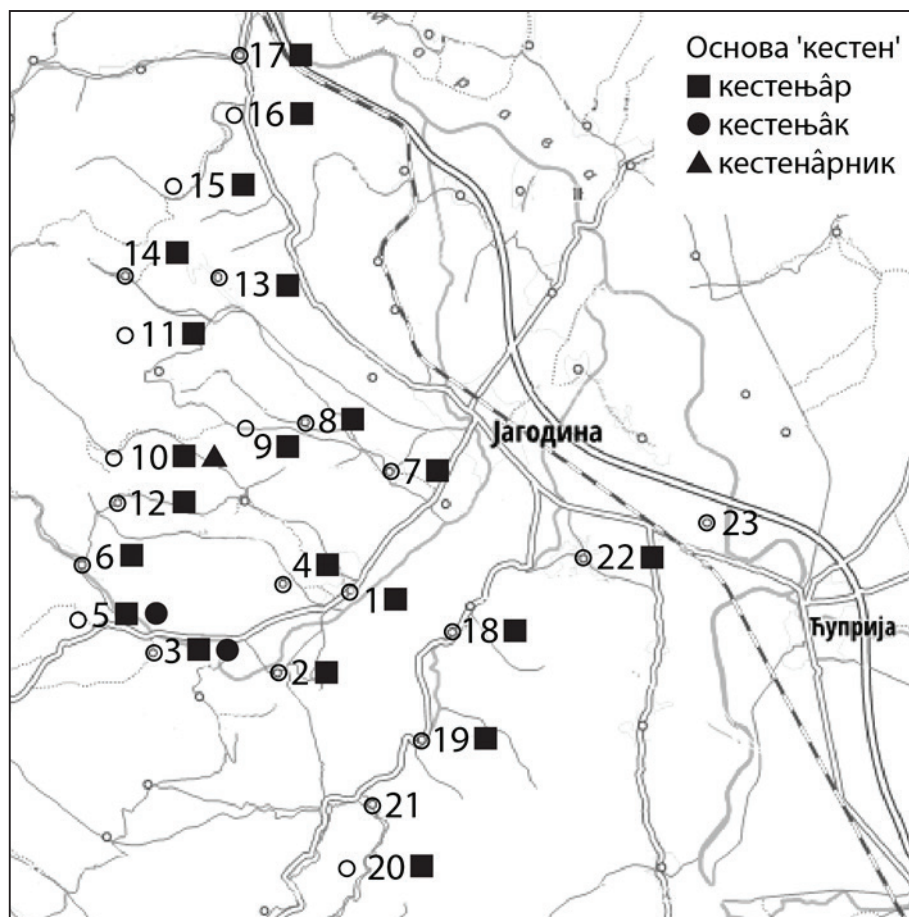 Основа 'кестен'
■ кестењâр
● кестењâк
▲ кестенâрник
17 ■
16 ■
15 ■
14 ■
13 ■
11 ■
8 ■
9 ■
Јагодина
10 ■ ▲
7 ■
12 ■
23
6 ■
4 ■
22 ■
1 ■
5 ■ ●
18 ■
Ћуприја
3 ■ ●
2 ■
19 ■
21
20 ■